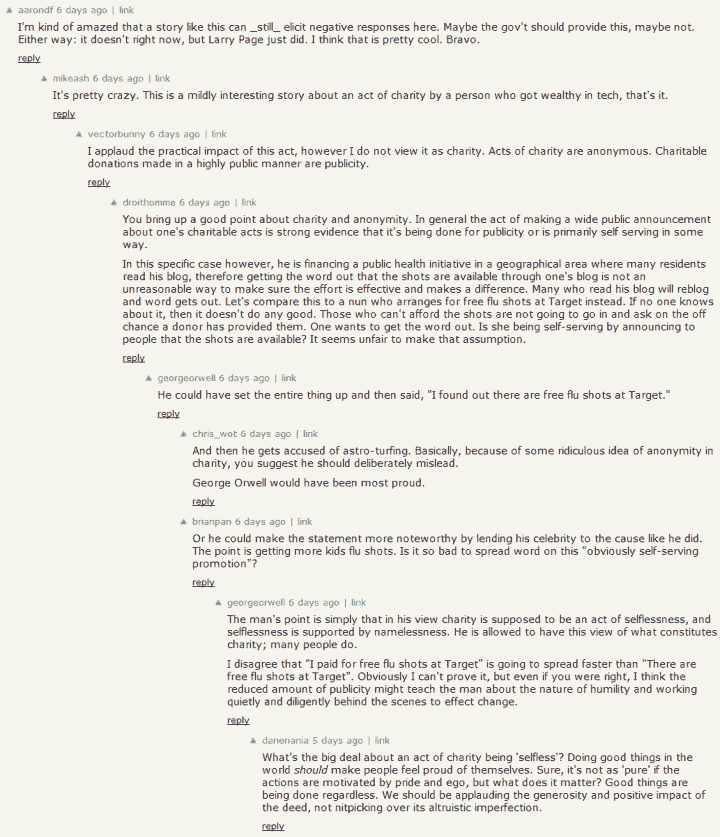 aarondf 6 days ago | link
I'm kind of amazed that a story like this can _still_ elicit negative responses here. Maybe the gov't should provide this, maybe not.
Either way: it doesn't right now, but Larry Page just did. I think that is pretty cool. Bravo.
reply
mikeash 6 days ago | link
It's pretty crazy. This is a mildly interesting story about an act of charity by a person who got wealthy in tech, that's it.
reply
vectorbunny 6 days ago | link
I applaud the practical impact of this act, however I do not view it as charity. Acts of charity are anonymous. Charitable
donations made in a highly public manner are publicity.
reply
droithomme 6 days ago | link
You bring up a good point about charity and anonymity. In general the act of making a wide public announcement
about one's charitable acts is strong evidence that it's being done for publicity or is primarily self serving in some
way.
In this specific case however, he is financing a public health initiative in a geographical area where many residents
read his blog, therefore getting the word out that the shots are available through one's blog is not an
unreasonable way to make sure the effort is effective and makes a difference. Many who read his blog will reblog
and word gets out. Let's compare this to a nun who arranges for free flu shots at Target instead. If no one knows
about it, then it doesn't do any good. Those who can't afford the shots are not going to go in and ask on the off
chance a donor has provided them. One wants to get the word out. Is she being self-serving by announcing to
people that the shots are available? It seems unfair to make that assumption.
reply
georgeorwell 6 days ago | link
He could have set the entire thing up and then said, "I found out there are free flu shots at Target."
reply
chris_wot 6 days ago | link
And then he gets accused of astro-turfing. Basically, because of some ridiculous idea of anonymity in
charity, you suggest he should deliberately mislead.
George Orwell would have been most proud.
reply
brianpan 6 days ago | link
Or he could make the statement more noteworthy by lending his celebrity to the cause like he did.
The point is getting more kids flu shots. Is it so bad to spread word on this "obviously self-serving
promotion"?
reply
georgeorwell 6 days ago | link
The man's point is simply that in his view charity is supposed to be an act of selflessness, and
selflessness is supported by namelessness. He is allowed to have this view of what constitutes
charity; many people do.
I disagree that "I paid for free flu shots at Target" is going to spread faster than "There are
free flu shots at Target". Obviously I can't prove it, but even if you were right, I think the
reduced amount of publicity might teach the man about the nature of humility and working
quietly and diligently behind the scenes to effect change.
reply
danenania 5 days ago | link
What's the big deal about an act of charity being 'selfless'? Doing good things in the
world should make people feel proud of themselves. Sure, it's not as 'pure' if the
actions are motivated by pride and ego, but what does it matter? Good things are
being done regardless. We should be applauding the generosity and positive impact of
the deed, not nitpicking over its altruistic imperfection.
reply